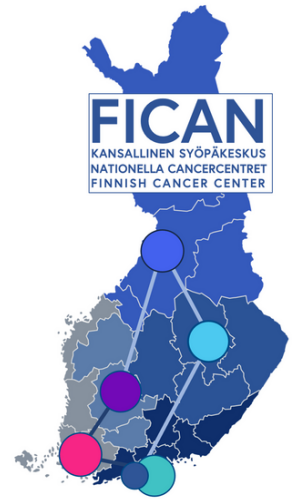 FICAN
KANSALLINEN SYÖPÄKESKUS
NATIONELLA CANCERCENTRET
FINNISH CANCER CENTER